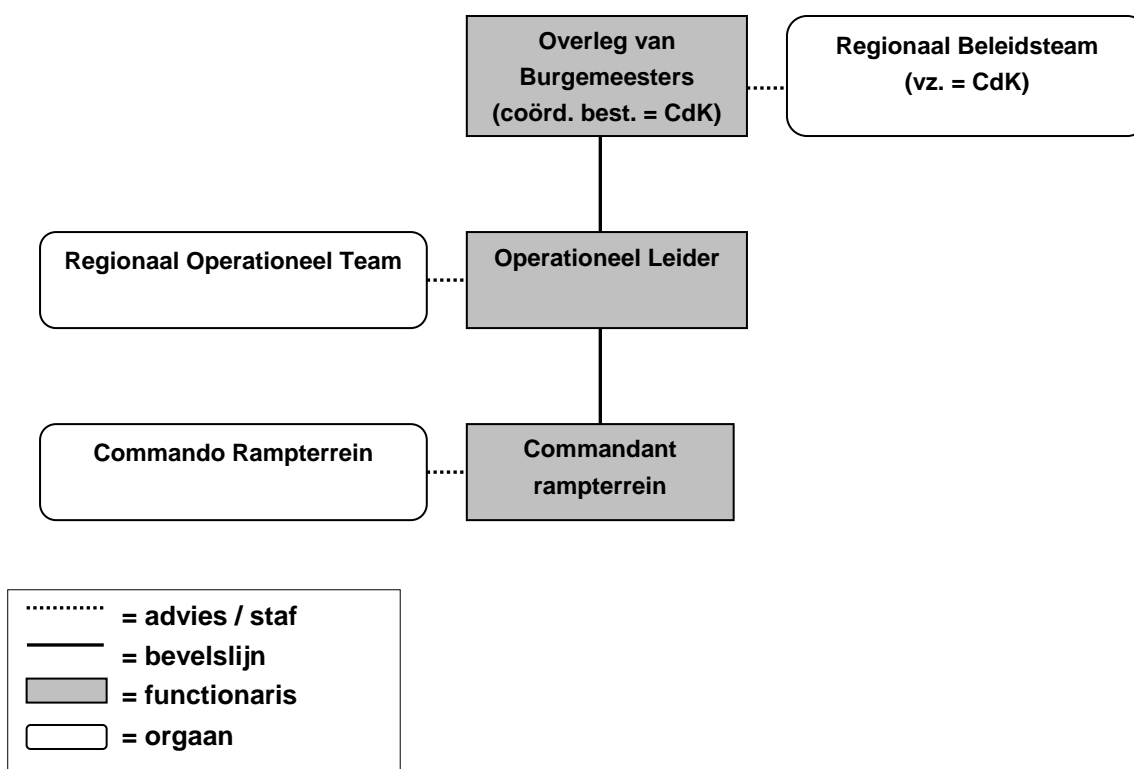 Overleg van
Burgemeesters
(coörd. best. = CdK)
Regionaal Beleidsteam
(vz. = CdK)
Regionaal Operationeel Team
Operationeel Leider
Commando Rampterrein
Commandant
rampterrein
= advies / staf
= bevelslijn
= functionaris
= orgaan